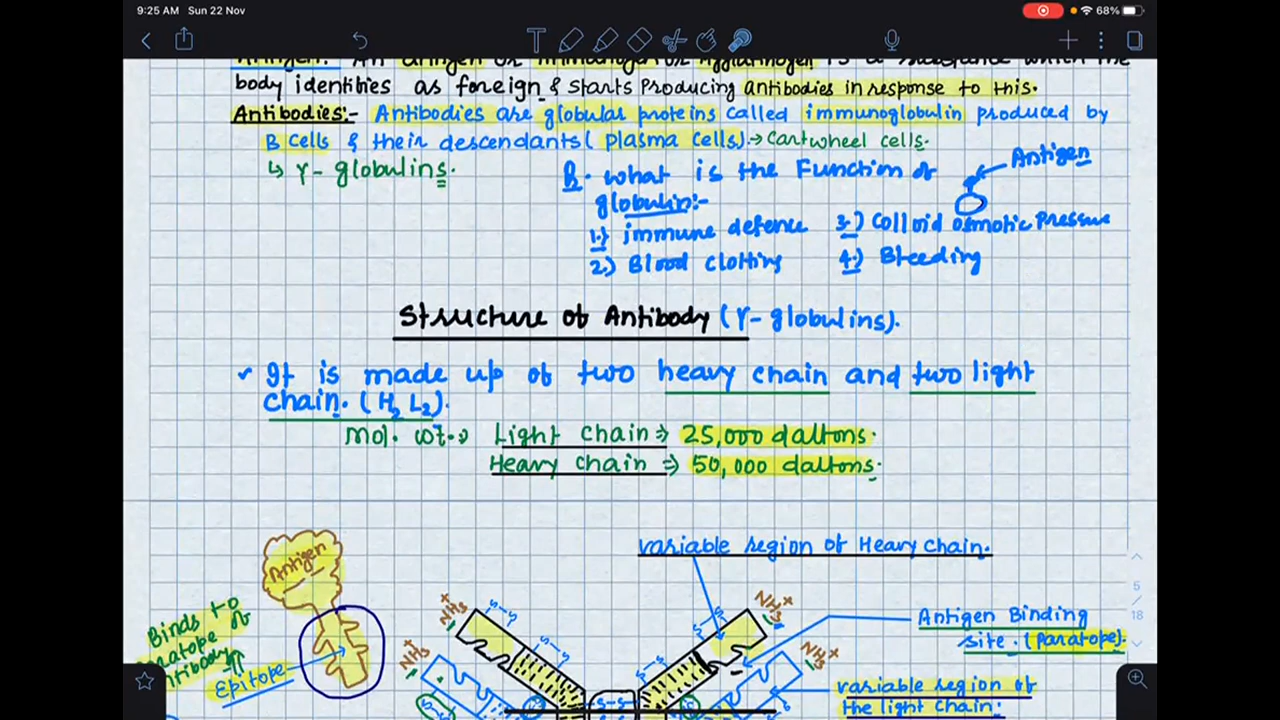 9:25 AM Sun 22 Nov
68%
body identities as foreign & starts Producing antibodies in response to this.
Antibodies:- Antibodies are globular proteins called immunoglobulin produced by
B cells & their descendants( plasma cells).→ Cartwheel cells.
↳ γ- globulins.
Q. what is the Function of
globulin:-
Antigen
1.) immune defence
3.) Colloid osmotic Pressure
2.) Blood clotting
4.) Bleeding
Structure of Antibody (γ-globulins).
✓ It is made up of two heavy chain and two light
chain. (H2 L2).
Mol. wt.→ Light Chain ⇒ 25,000 daltons.
Heavy chain ⇒ 50,000 daltons.
Antigen
variable region of Heavy Chain.
Binds to
paratope of
antibody
Epitope
NH3+
S-S
S-S
NH3+
S-S
S-S
NH3+
NH3+
S-S
Antigen Binding
site. (Paratope).
variable region of
the light Chain:
5
18